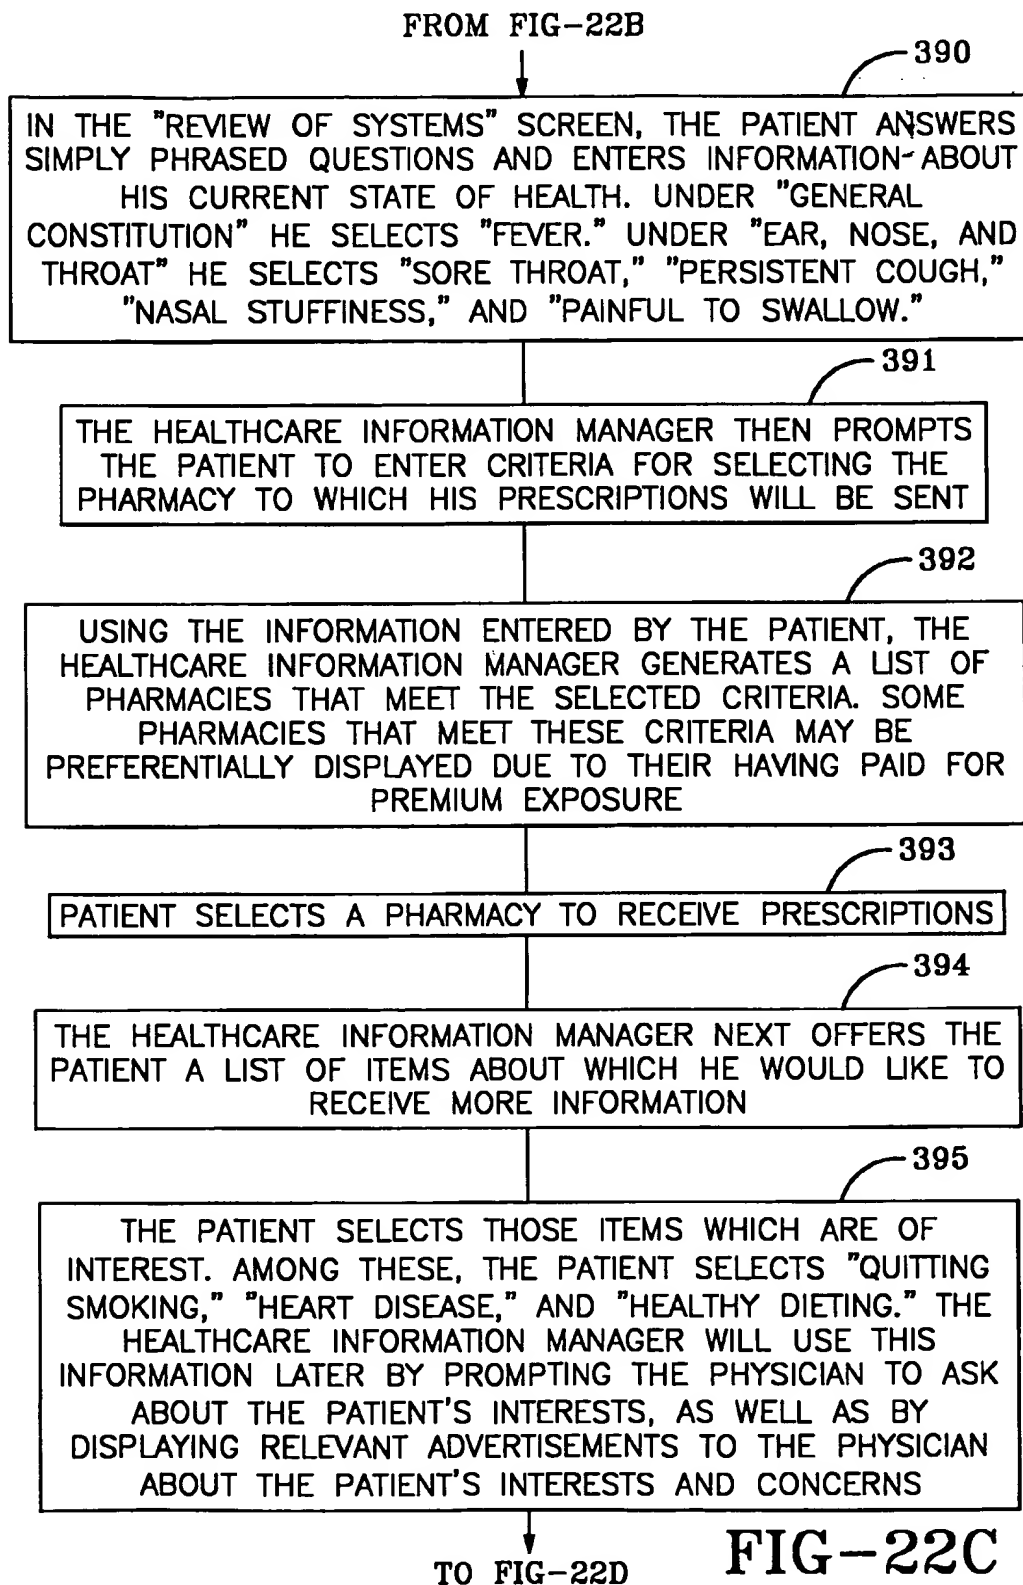 FROM FIG-22B
390
IN THE "REVIEW OF SYSTEMS" SCREEN, THE PATIENT ANSWERS
SIMPLY PHRASED QUESTIONS AND ENTERS INFORMATION ABOUT
HIS CURRENT STATE OF HEALTH. UNDER "GENERAL
CONSTITUTION" HE SELECTS "FEVER." UNDER "EAR, NOSE, AND
THROAT" HE SELECTS "SORE THROAT," "PERSISTENT COUGH,"
"NASAL STUFFINESS," AND "PAINFUL TO SWALLOW."
391
THE HEALTHCARE INFORMATION MANAGER THEN PROMPTS
THE PATIENT TO ENTER CRITERIA FOR SELECTING THE
PHARMACY TO WHICH HIS PRESCRIPTIONS WILL BE SENT
392
USING THE INFORMATION ENTERED BY THE PATIENT, THE
HEALTHCARE INFORMATION MANAGER GENERATES A LIST OF
PHARMACIES THAT MEET THE SELECTED CRITERIA. SOME
PHARMACIES THAT MEET THESE CRITERIA MAY BE
PREFERENTIALLY DISPLAYED DUE TO THEIR HAVING PAID FOR
PREMIUM EXPOSURE
393
PATIENT SELECTS A PHARMACY TO RECEIVE PRESCRIPTIONS
394
THE HEALTHCARE INFORMATION MANAGER NEXT OFFERS THE
PATIENT A LIST OF ITEMS ABOUT WHICH HE WOULD LIKE TO
RECEIVE MORE INFORMATION
395
THE PATIENT SELECTS THOSE ITEMS WHICH ARE OF
INTEREST. AMONG THESE, THE PATIENT SELECTS "QUITTING
SMOKING," "HEART DISEASE," AND "HEALTHY DIETING." THE
HEALTHCARE INFORMATION MANAGER WILL USE THIS
INFORMATION LATER BY PROMPTING THE PHYSICIAN TO ASK
ABOUT THE PATIENT'S INTERESTS, AS WELL AS BY
DISPLAYING RELEVANT ADVERTISEMENTS TO THE PHYSICIAN
ABOUT THE PATIENT'S INTERESTS AND CONCERNS
TO FIG-22D
FIG-22C